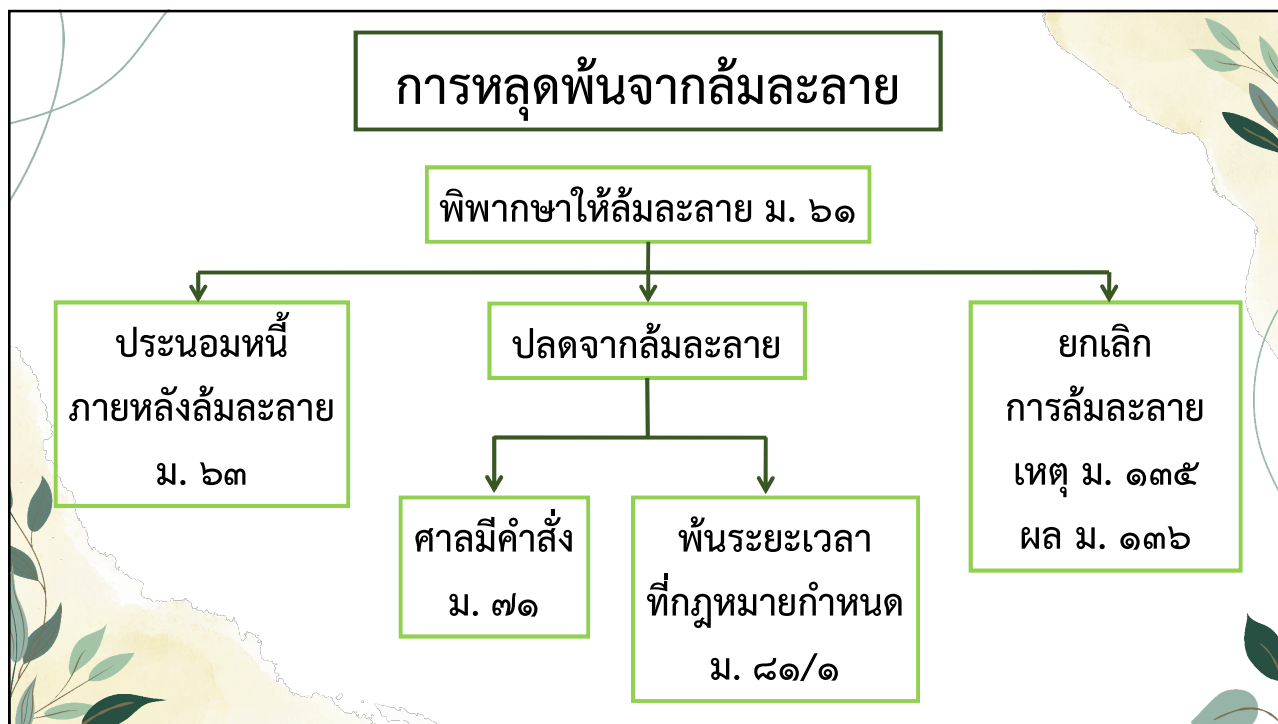 การหลุดพ้นจากล้มละลาย
พิพากษาให้ล้มละลาย ม. ๖๑
ประนอมหนี้
ภายหลังล้มละลาย
ม. ๖๓
ปลดจากล้มละลาย
ศาลมีคำสั่ง
ม. ๗๑
พ้นระยะเวลา
ที่กฎหมายกำหนด
ม. ๘๑/๑
ยกเลิก
การล้มละลาย
เหตุ ม. ๑๓๕
ผล ม. ๑๓๖